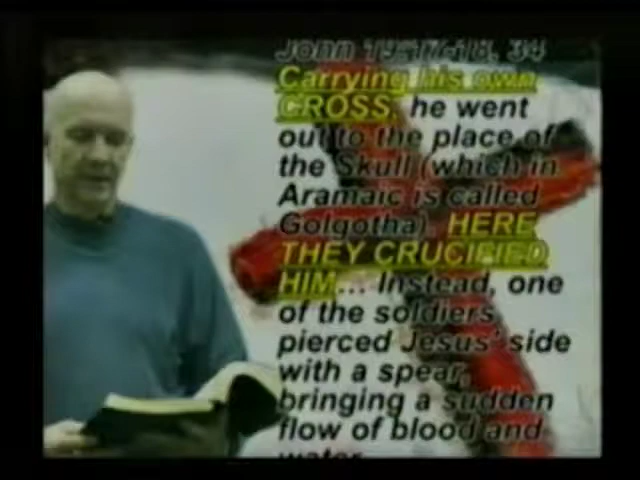 John 19:17-18, 34
Carrying his own
CROSS, he went
out to the place of
the Skull (which in
Aramaic is called
Golgotha). HERE
THEY CRUCIFIED
HIM... Instead, one
of the soldiers
pierced Jesus' side
with a spear,
bringing a sudden
flow of blood and
water.